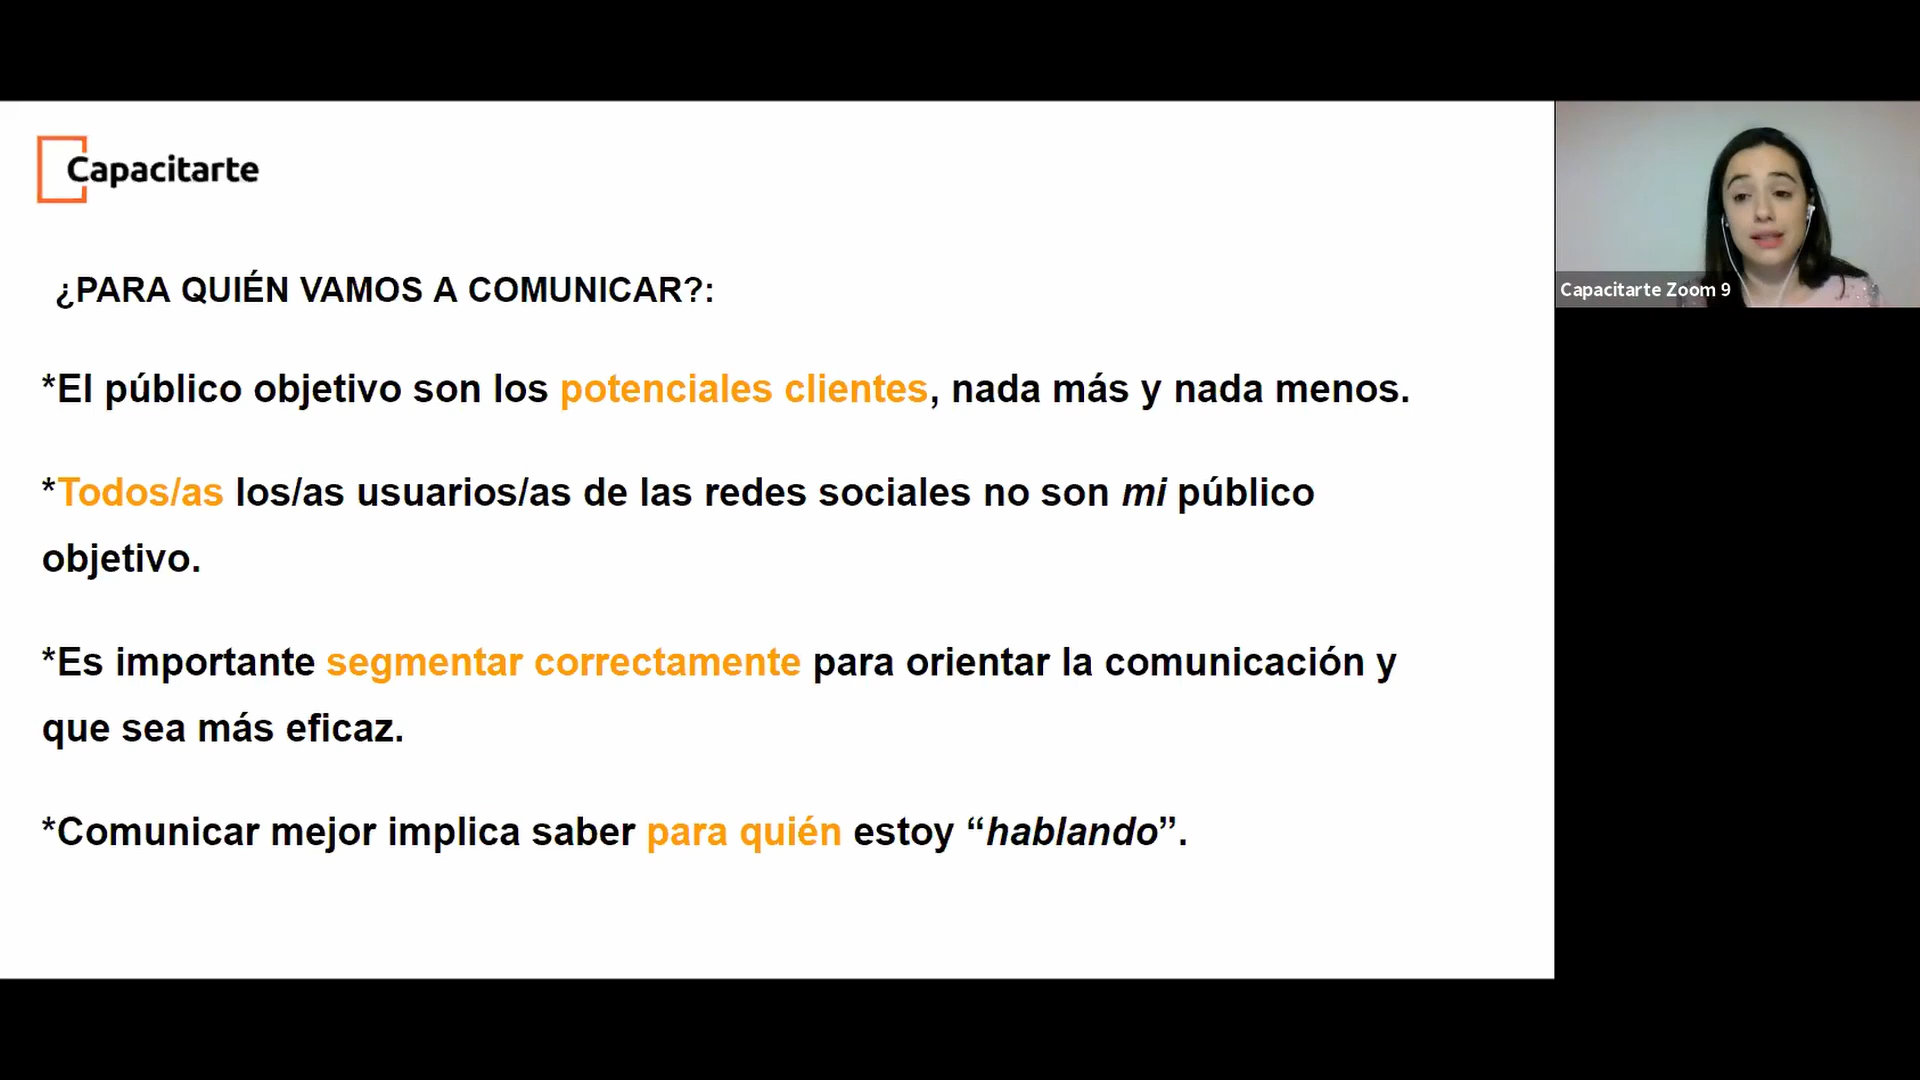 Capacitarte
¿PARA QUIÉN VAMOS A COMUNICAR?:
*El público objetivo son los potenciales clientes, nada más y nada menos.
*Todos/as los/as usuarios/as de las redes sociales no son mi público
objetivo.
*Es importante segmentar correctamente para orientar la comunicación y
que sea más eficaz.
*Comunicar mejor implica saber para quién estoy “hablando”.
Capacitarte Zoom 9